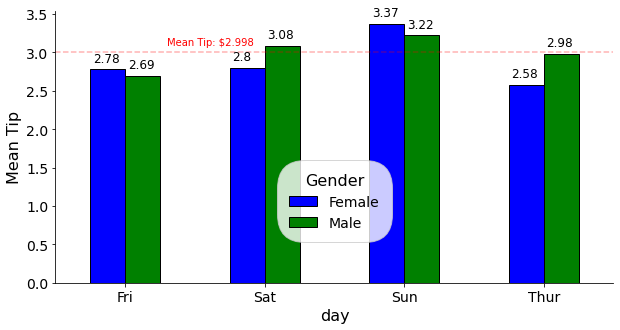 3.5
3.0
2.5
2.0
1.5
1.0
0.5
0.0
Mean Tip
Mean Tip: $2.998
2.78
2.69
2.8
3.08
3.37
3.22
2.58
2.98
Gender
Female
Male
Fri
Sat
Sun
Thur
day